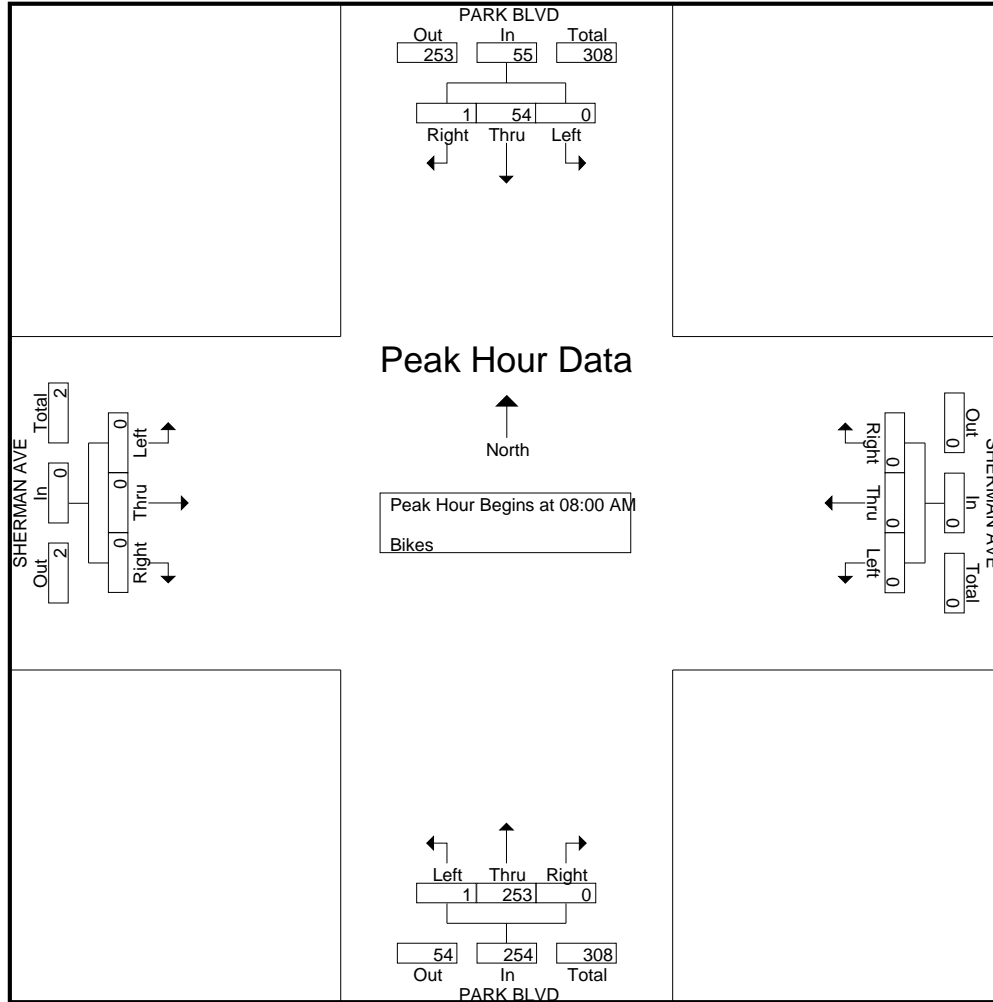 PARK BLVD
Out In Total
253 55 308
1 54 0
Right Thru Left
Peak Hour Data
North
Peak Hour Begins at 08:00 AM
Bikes
SHERMAN AVE
Out In Total
2 0 2
0 0 0
Right Thru Left
SHERMAN AVE
Out In Total
0 0 0
0 0 0
Right Thru Left
Left Thru Right
1 253 0
54 254 308
Out In Total
PARK BLVD